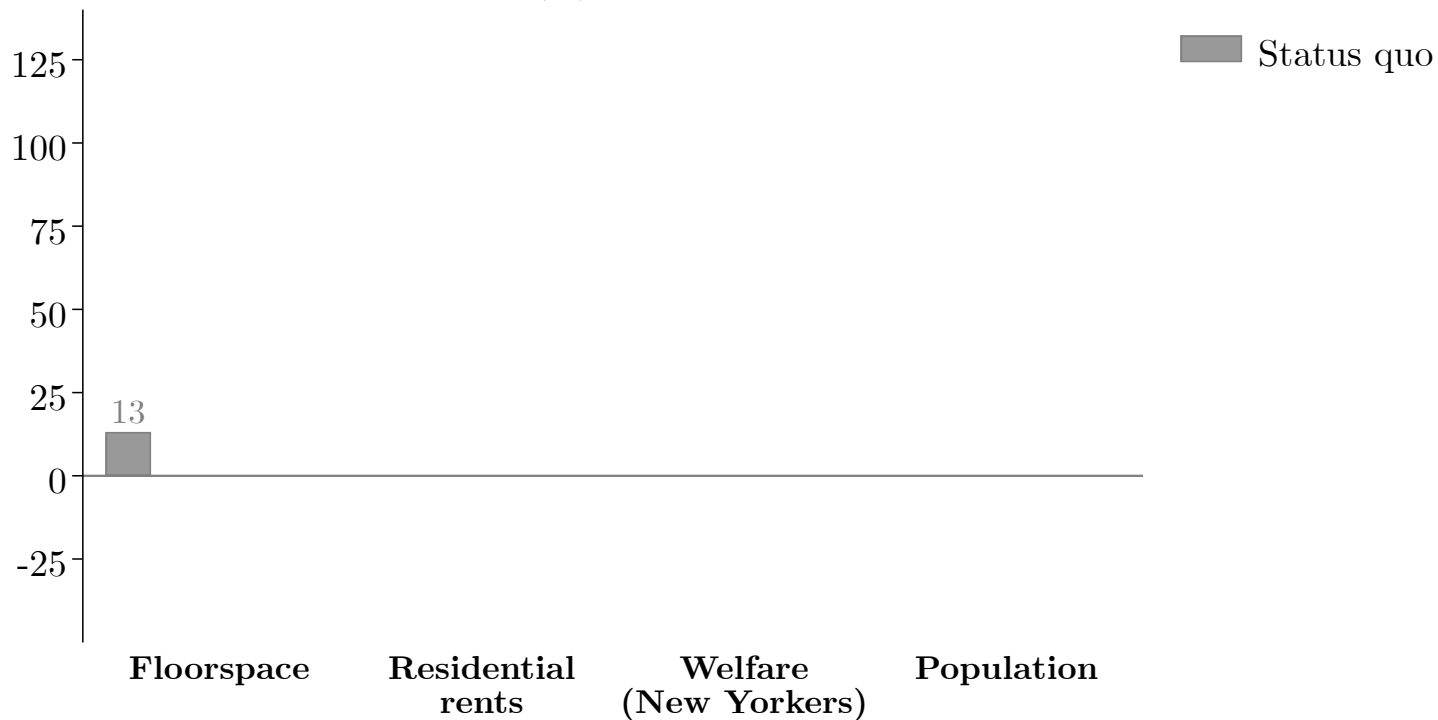 Status quo
125
100
75
50
25
13
0
-25
Floorspace
Residential
rents
Welfare
(New Yorkers)
Population